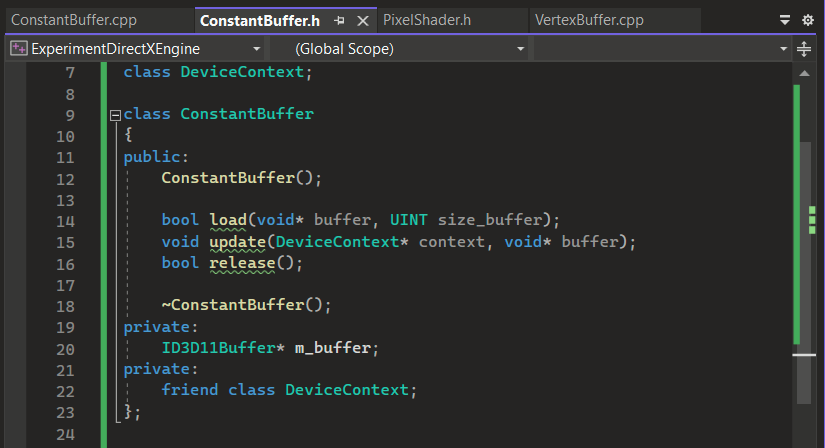 ConstantBuffer.cpp ConstantBuffer.h PixelShader.h VertexBuffer.cpp
ExperimentDirectXEngine (Global Scope)
7 class DeviceContext;
8
9 class ConstantBuffer
10 {
11 public:
12 ConstantBuffer();
13
14 bool load(void* buffer, UINT size_buffer);
15 void update(DeviceContext* context, void* buffer);
16 bool release();
17
18 ~ConstantBuffer();
19 private:
20 ID3D11Buffer* m_buffer;
21 private:
22 friend class DeviceContext;
23 };
24